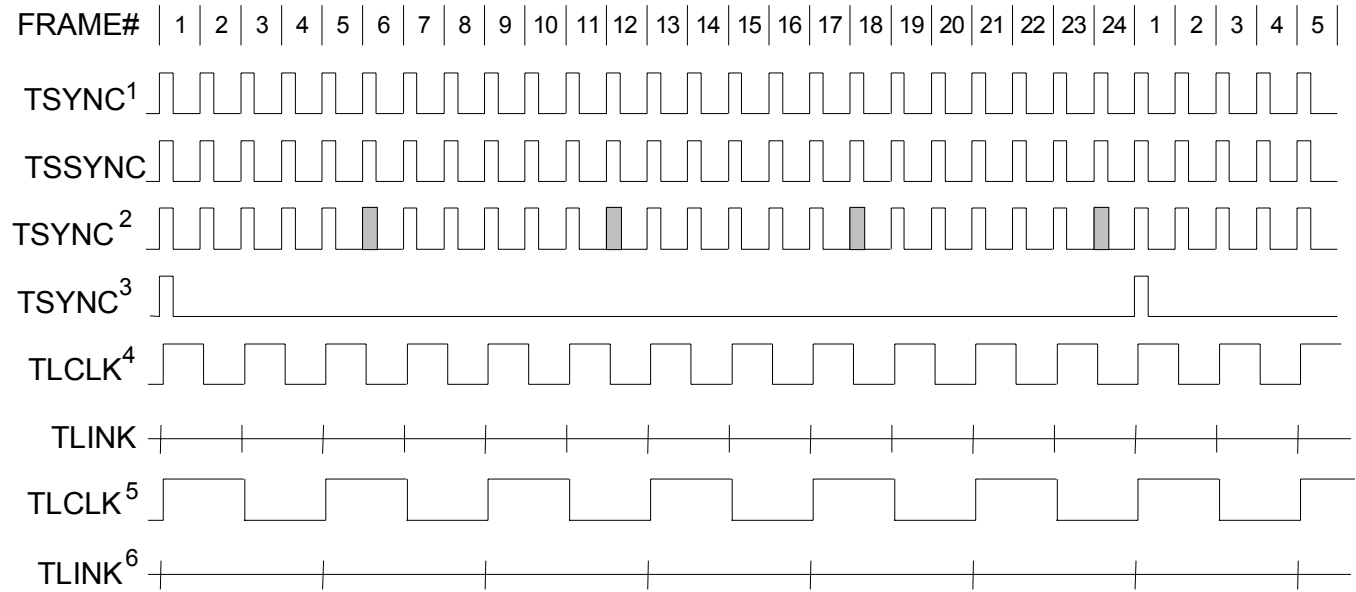 FRAME# 1 2 3 4 5 6 7 8 9 10 11 12 13 14 15 16 17 18 19 20 21 22 23 24 1 2 3 4 5
TSYNC¹
TSSYNC
TSYNC²
TSYNC³
TLCLK⁴
TLINK
TLCLK⁵
TLINK⁶